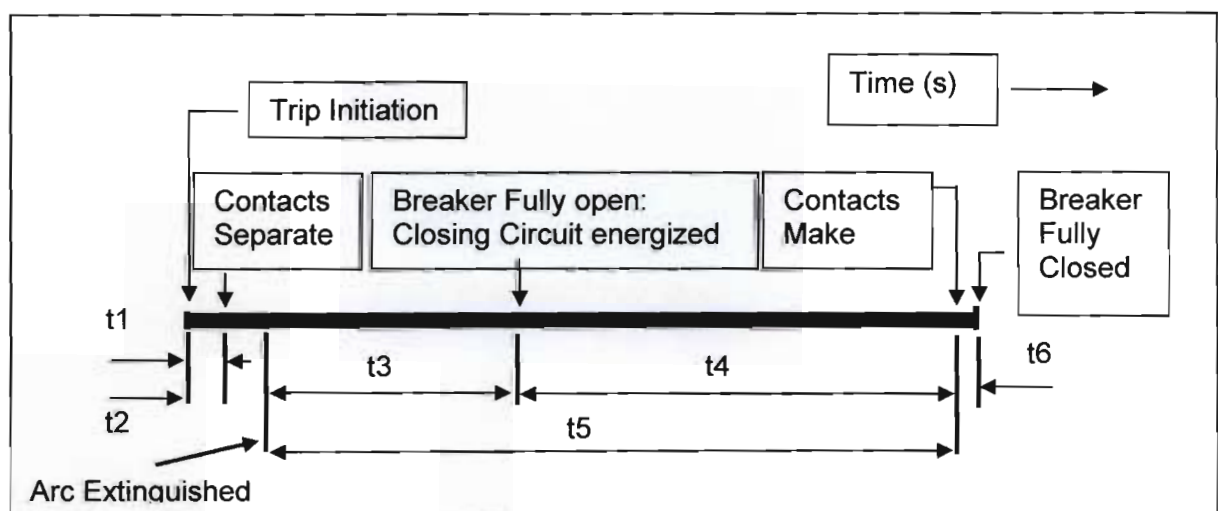 Time (s)
Trip Initiation
Contacts
Separate
Breaker Fully open:
Closing Circuit energized
Contacts
Make
Breaker
Fully
Closed
t1
t3
t4
t6
t2
t5
Arc Extinguished